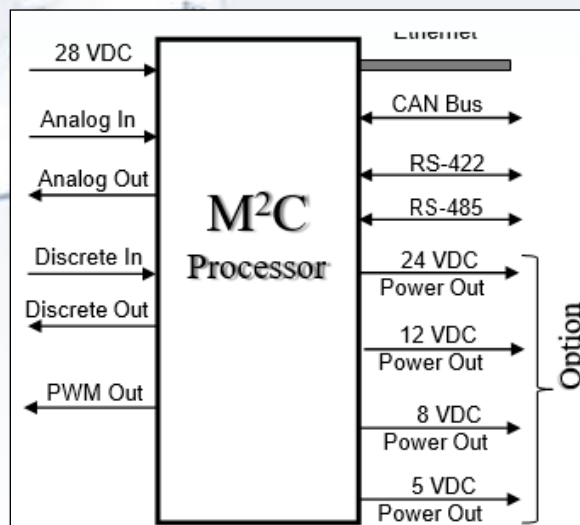 28 VDC
Analog In
Analog Out
Discrete In
Discrete Out
PWM Out
M²C
Processor
Ethernet
CAN Bus
RS-422
RS-485
24 VDC
Power Out
12 VDC
Power Out
8 VDC
Power Out
5 VDC
Power Out
Option